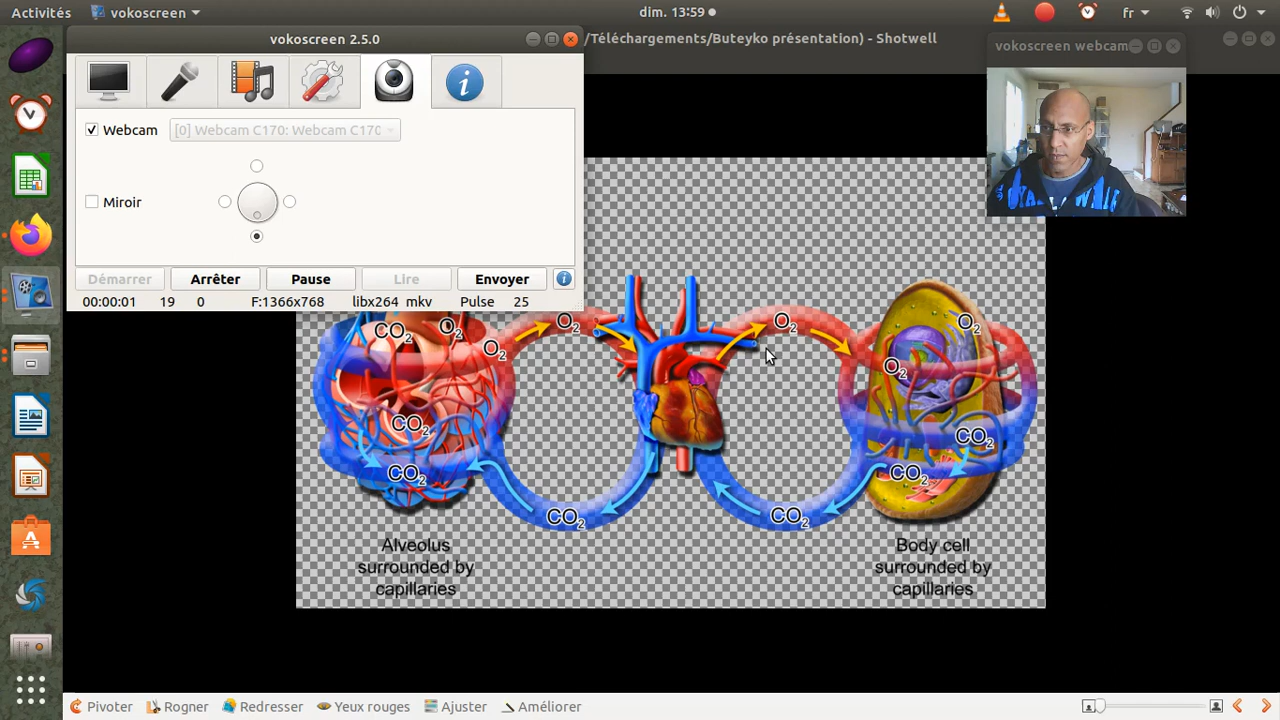 Activités vokoscreen dim. 13:59 fr
vokoscreen 2.5.0
/Téléchargements/Buteyko présentation) - Shotwell
vokoscreen webcam
Webcam [0] Webcam C170: Webcam C170
Miroir
Démarrer Arrêter Pause Lire Envoyer
00:00:01 19 0 F:1366x768 libx264 mkv Pulse 25
CO2 O2 O2 O2 O2 O2 O2
CO2 CO2
CO2 CO2
CO2 CO2
Alveolus
surrounded by
capillaries
Body cell
surrounded by
capillaries
Pivoter Rogner Redresser Yeux rouges Ajuster Améliorer